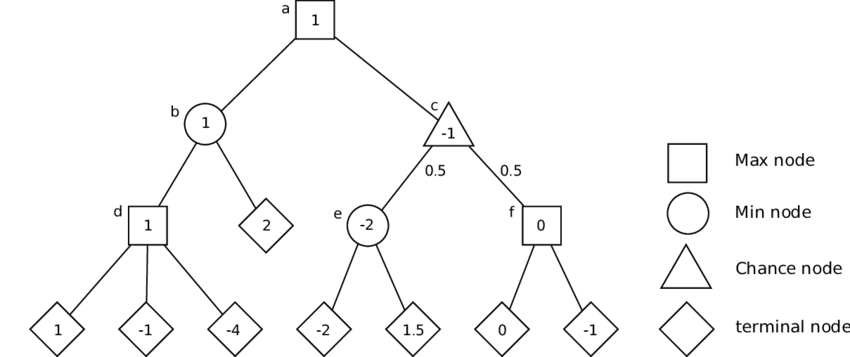 a
1
b
1
c
-1
0.5
0.5
Max node
Min node
Chance node
terminal node
d
1
2
e
-2
f
0
1
-1
-4
-2
1.5
0
-1